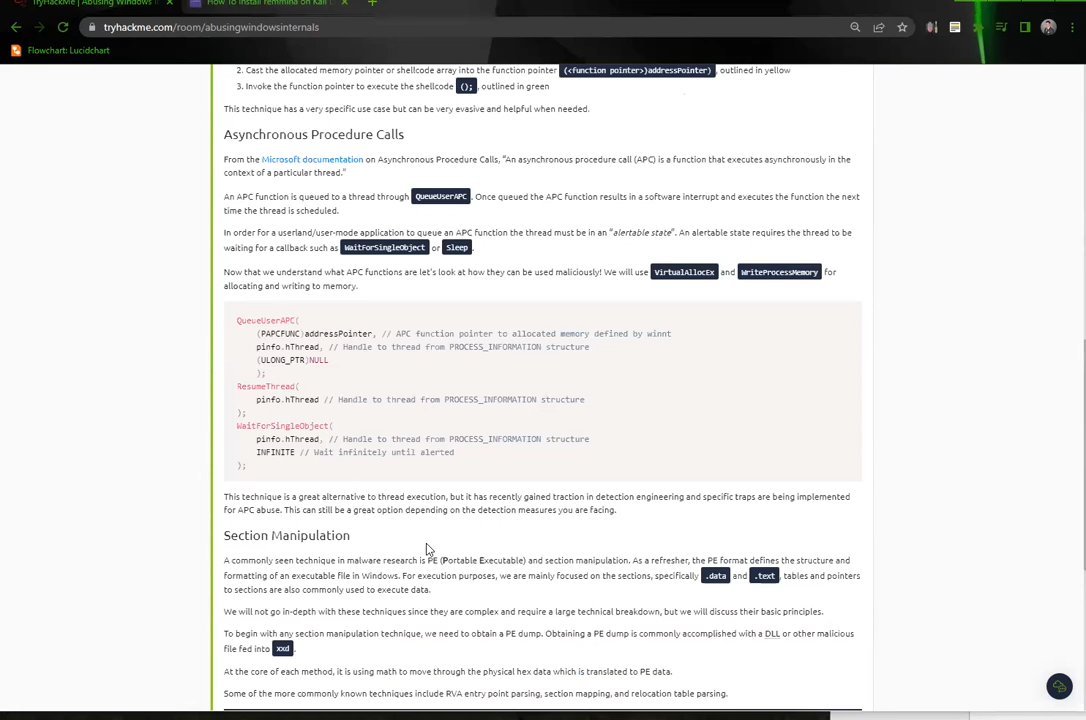 TryHackMe | Abusing Windows I
How To Install remmina on Kali
tryhackme.com/room/abusingwindowsinternals
Flowchart: Lucidchart
2. Cast the allocated memory pointer or shellcode array into the function pointer (<function pointer>)addressPointer) , outlined in yellow
3. Invoke the function pointer to execute the shellcode (); , outlined in green
This technique has a very specific use case but can be very evasive and helpful when needed.
Asynchronous Procedure Calls
From the Microsoft documentation on Asynchronous Procedure Calls, "An asynchronous procedure call (APC) is a function that executes asynchronously in the
context of a particular thread."
An APC function is queued to a thread through QueueUserAPC . Once queued the APC function results in a software interrupt and executes the function the next
time the thread is scheduled.
In order for a userland/user-mode application to queue an APC function the thread must be in an "alertable state". An alertable state requires the thread to be
waiting for a callback such as WaitForSingleObject or Sleep .
Now that we understand what APC functions are let's look at how they can be used maliciously! We will use VirtualAllocEx and WriteProcessMemory for
allocating and writing to memory.
QueueUserAPC(
(PAPCFUNC)addressPointer, // APC function pointer to allocated memory defined by winnt
pinfo.hThread, // Handle to thread from PROCESS_INFORMATION structure
(ULONG_PTR)NULL
);
ResumeThread(
pinfo.hThread // Handle to thread from PROCESS_INFORMATION structure
);
WaitForSingleObject(
pinfo.hThread, // Handle to thread from PROCESS_INFORMATION structure
INFINITE // Wait infinitely until alerted
);
This technique is a great alternative to thread execution, but it has recently gained traction in detection engineering and specific traps are being implemented
for APC abuse. This can still be a great option depending on the detection measures you are facing.
Section Manipulation
A commonly seen technique in malware research is PE (Portable Executable) and section manipulation. As a refresher, the PE format defines the structure and
formatting of an executable file in Windows. For execution purposes, we are mainly focused on the sections, specifically .data and .text , tables and pointers
to sections are also commonly used to execute data.
We will not go in-depth with these techniques since they are complex and require a large technical breakdown, but we will discuss their basic principles.
To begin with any section manipulation technique, we need to obtain a PE dump. Obtaining a PE dump is commonly accomplished with a DLL or other malicious
file fed into xxd .
At the core of each method, it is using math to move through the physical hex data which is translated to PE data.
Some of the more commonly known techniques include RVA entry point parsing, section mapping, and relocation table parsing.